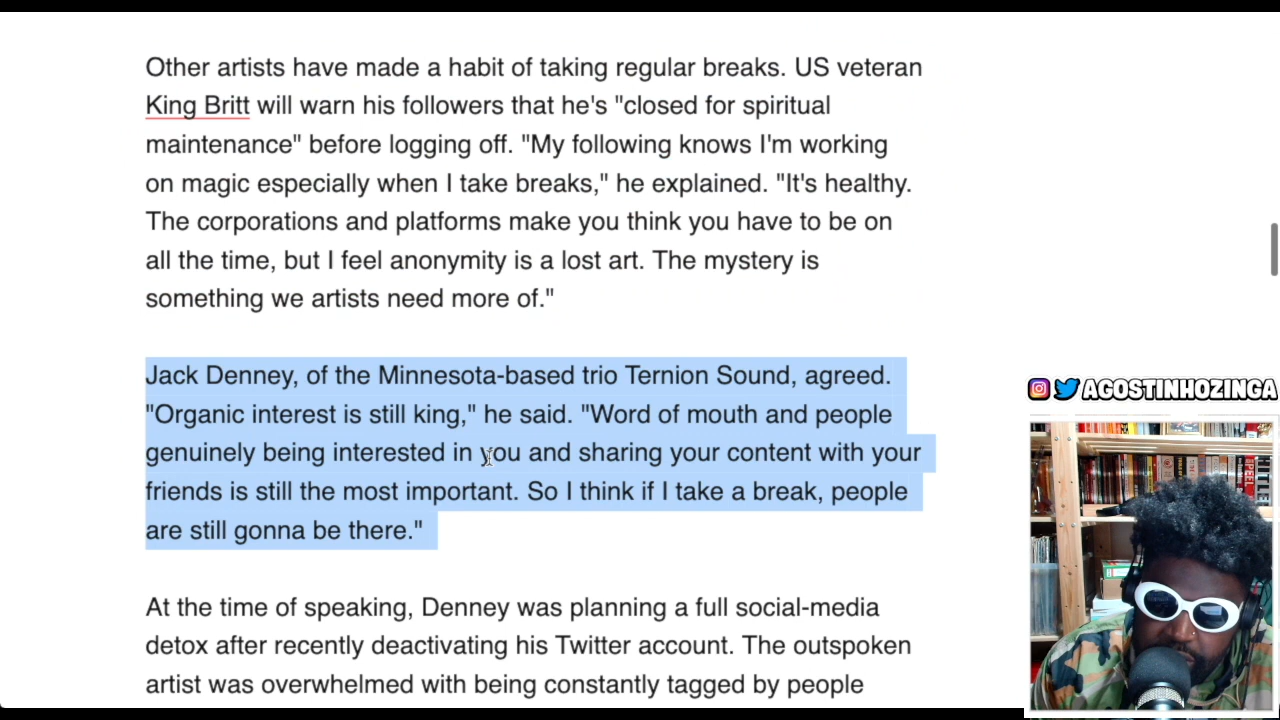 Other artists have made a habit of taking regular breaks. US veteran
King Britt will warn his followers that he's "closed for spiritual
maintenance" before logging off. "My following knows I'm working
on magic especially when I take breaks," he explained. "It's healthy.
The corporations and platforms make you think you have to be on
all the time, but I feel anonymity is a lost art. The mystery is
something we artists need more of."
Jack Denney, of the Minnesota-based trio Ternion Sound, agreed.
"Organic interest is still king," he said. "Word of mouth and people
genuinely being interested in you and sharing your content with your
friends is still the most important. So I think if I take a break, people
are still gonna be there."
At the time of speaking, Denney was planning a full social-media
detox after recently deactivating his Twitter account. The outspoken
artist was overwhelmed with being constantly tagged by people
AGOSTINHOZINGA
PEEL